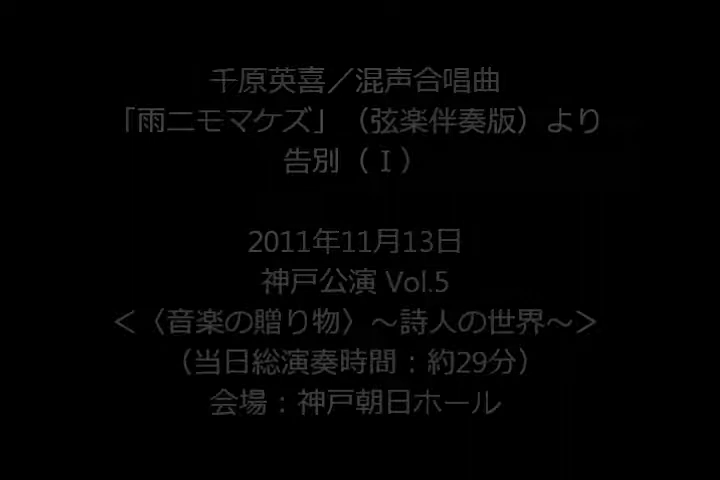 千原英喜／混声合唱曲
「雨ニモマケズ」（弦楽伴奏版）より
告別（Ⅰ）
2011年11月13日
神戸公演 Vol.5
＜〈音楽の贈り物〉～詩人の世界～＞
（当日総演奏時間：約29分）
会場：神戸朝日ホール